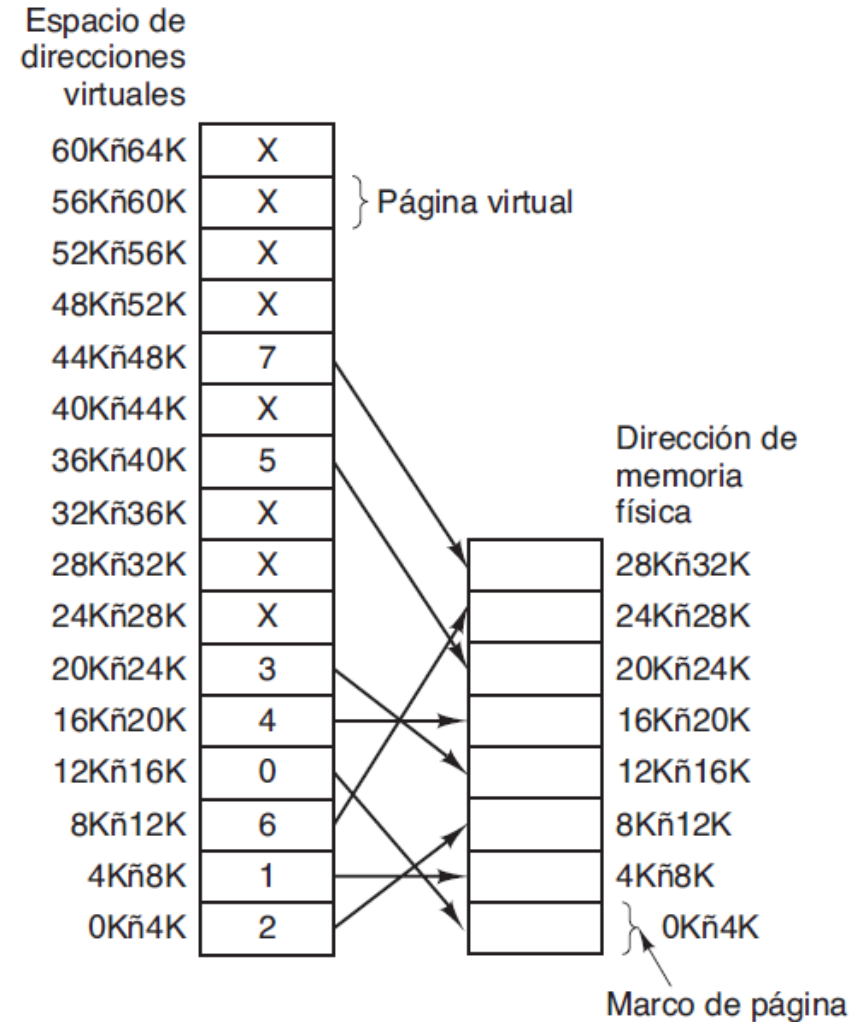 Espacio de
direcciones
virtuales
60Kñ64K X
56Kñ60K X
Página virtual
52Kñ56K X
48Kñ52K X
44Kñ48K 7
40Kñ44K X
36Kñ40K 5
32Kñ36K X
28Kñ32K X
24Kñ28K X
20Kñ24K 3
16Kñ20K 4
12Kñ16K 0
8Kñ12K 6
4Kñ8K 1
0Kñ4K 2
Dirección de
memoria
física
28Kñ32K
24Kñ28K
20Kñ24K
16Kñ20K
12Kñ16K
8Kñ12K
4Kñ8K
0Kñ4K
Marco de página